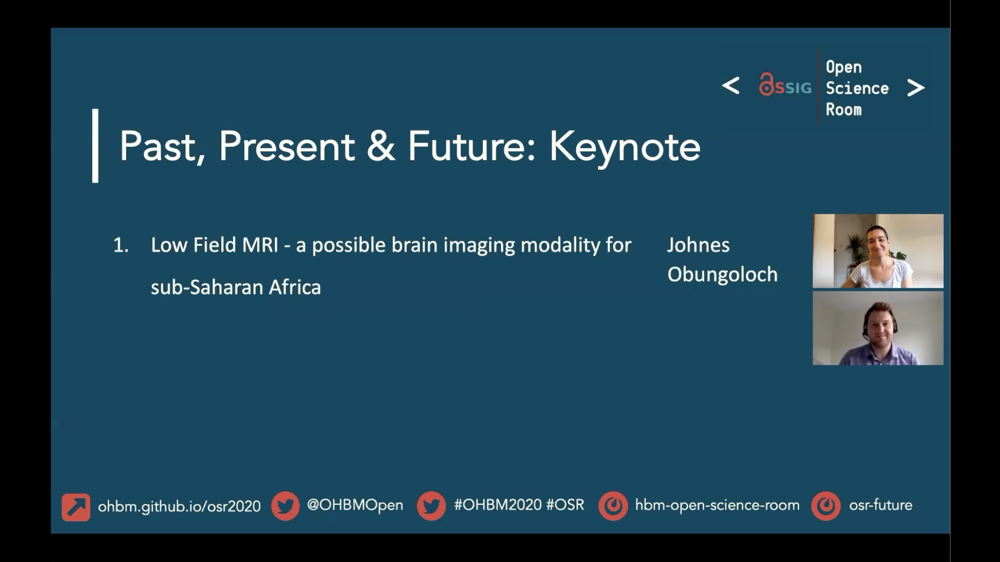 Open
Science
Room
< OSSIG >
Past, Present & Future: Keynote
1. Low Field MRI - a possible brain imaging modality for
sub-Saharan Africa
Johnes
Obungoloch
ohbm.github.io/osr2020 @OHBMOpen #OHBM2020 #OSR hbm-open-science-room osr-future